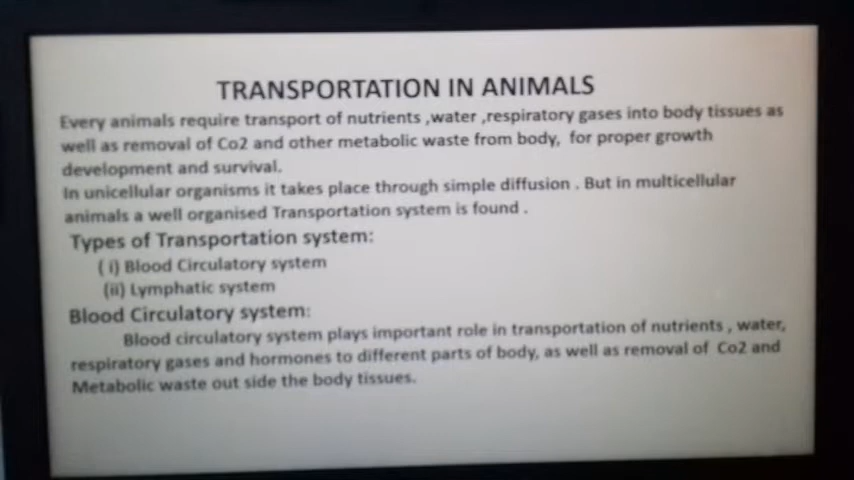 TRANSPORTATION IN ANIMALS
Every animals require transport of nutrients ,water ,respiratory gases into body tissues as
well as removal of Co2 and other metabolic waste from body, for proper growth
development and survival.
In unicellular organisms it takes place through simple diffusion . But in multicellular
animals a well organised Transportation system is found .
Types of Transportation system:
( i) Blood Circulatory system
(ii) Lymphatic system
Blood Circulatory system:
Blood circulatory system plays important role in transportation of nutrients , water,
respiratory gases and hormones to different parts of body, as well as removal of Co2 and
Metabolic waste out side the body tissues.